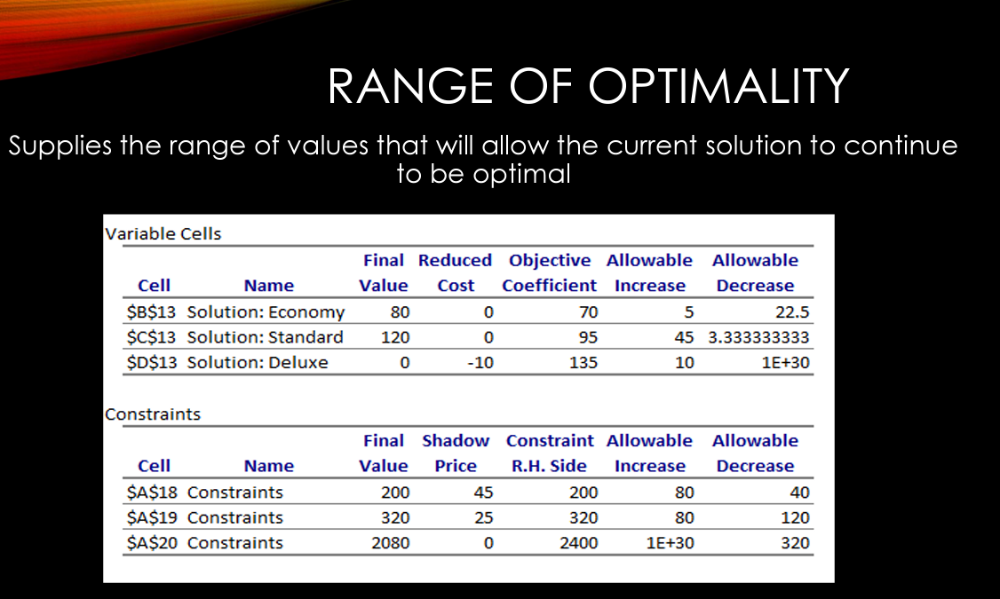 RANGE OF OPTIMALITY
Supplies the range of values that will allow the current solution to continue
to be optimal
Variable Cells
Final Reduced Objective Allowable Allowable
Cell Name Value Cost Coefficient Increase Decrease
$B$13 Solution: Economy 80 0 70 5 22.5
$C$13 Solution: Standard 120 0 95 45 3.333333333
$D$13 Solution: Deluxe 0 -10 135 10 1E+30
Constraints
Final Shadow Constraint Allowable Allowable
Cell Name Value Price R.H. Side Increase Decrease
$A$18 Constraints 200 45 200 80 40
$A$19 Constraints 320 25 320 80 120
$A$20 Constraints 2080 0 2400 1E+30 320